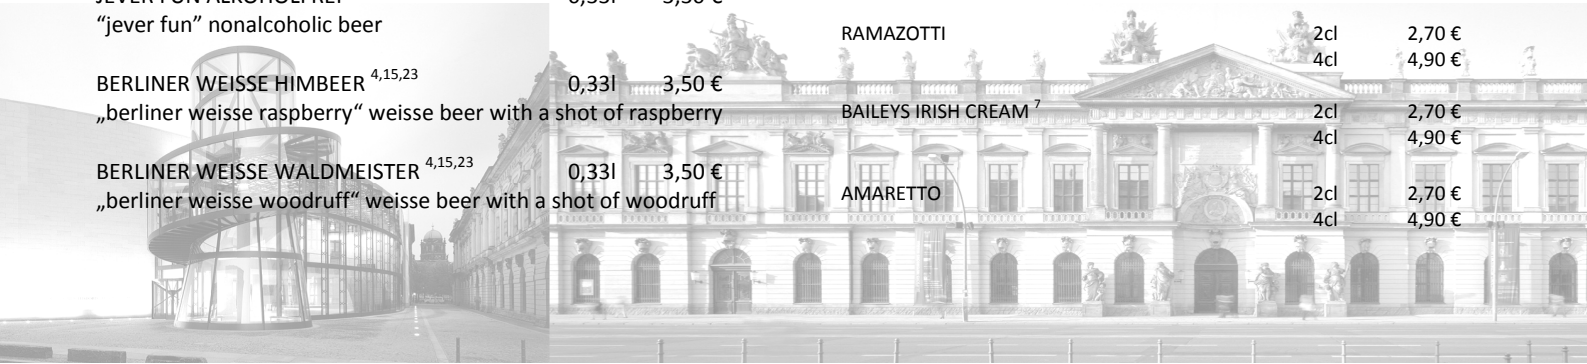 "jever fun" nonalcoholic beer
BERLINER WEISSE HIMBEER 4,15,23 0,33l 3,50 €
„berliner weisse raspberry“ weisse beer with a shot of raspberry
BERLINER WEISSE WALDMEISTER 4,15,23 0,33l 3,50 €
„berliner weisse woodruff“ weisse beer with a shot of woodruff
RAMAZOTTI 2cl 2,70 €
4cl 4,90 €
BAILEYS IRISH CREAM 7 2cl 2,70 €
4cl 4,90 €
AMARETTO 2cl 2,70 €
4cl 4,90 €